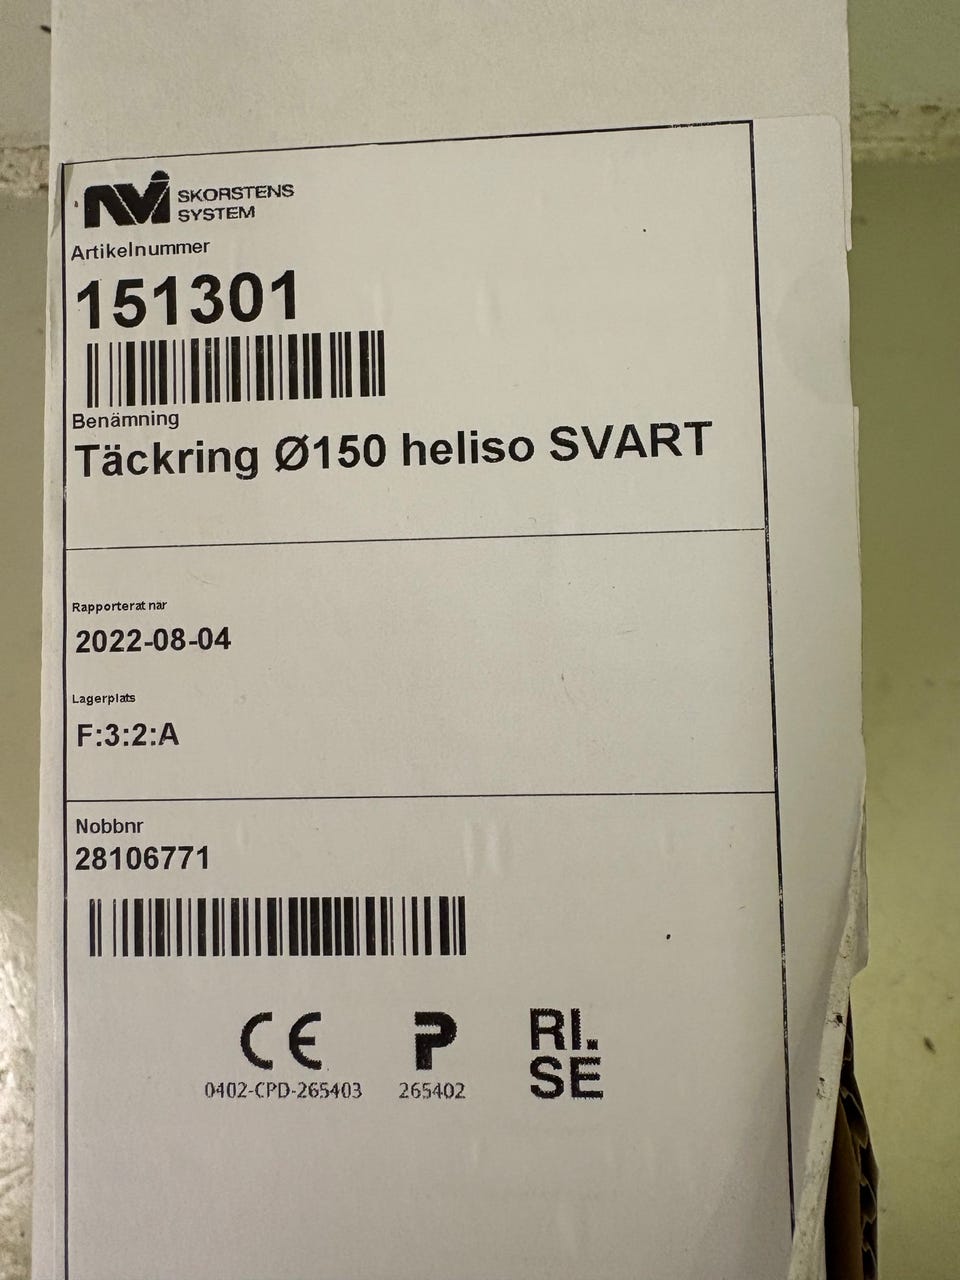 NVI SKORSTENS
SYSTEM
Artikelnummer
151301
Benämning
Täckring Ø150 heliso SVART
Rapporterat när
2022-08-04
Lagerplats
F:3:2:A
Nobbnr
28106771
CE
0402-CPD-265403
P
265402
RI.
SE